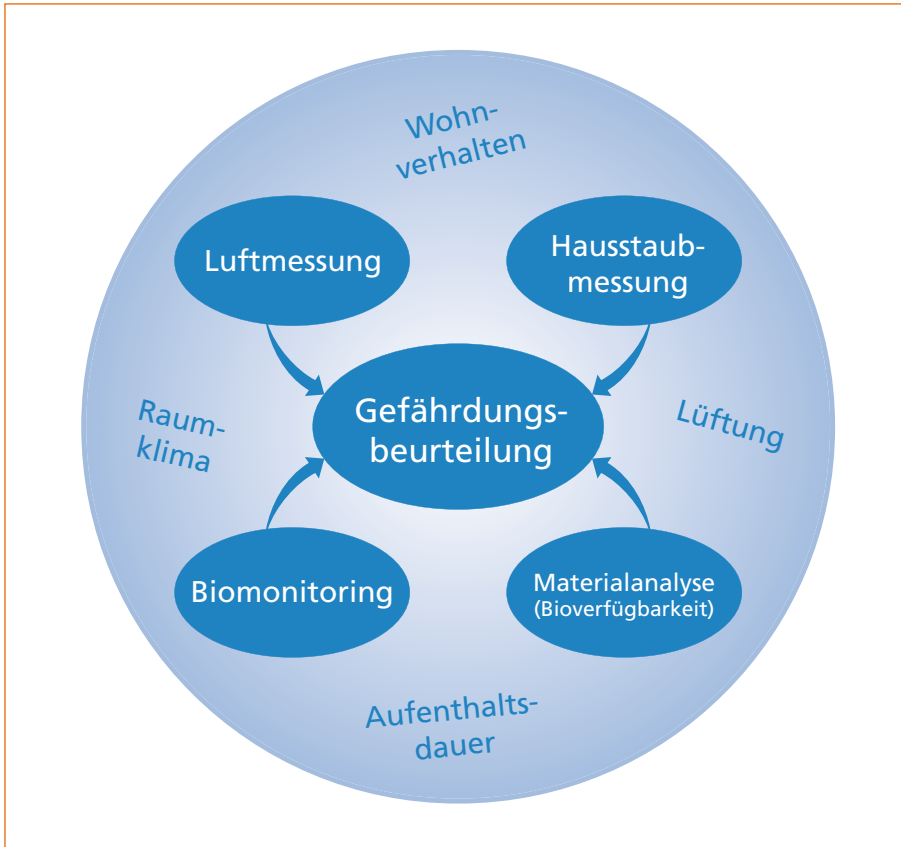 Wohn-
verhalten
Luftmessung
Hausstaub-
messung
Gefährdungs-
beurteilung
Raum-
klima
Lüftung
Biomonitoring
Materialanalyse
(Bioverfügbarkeit)
Aufenthalts-
dauer